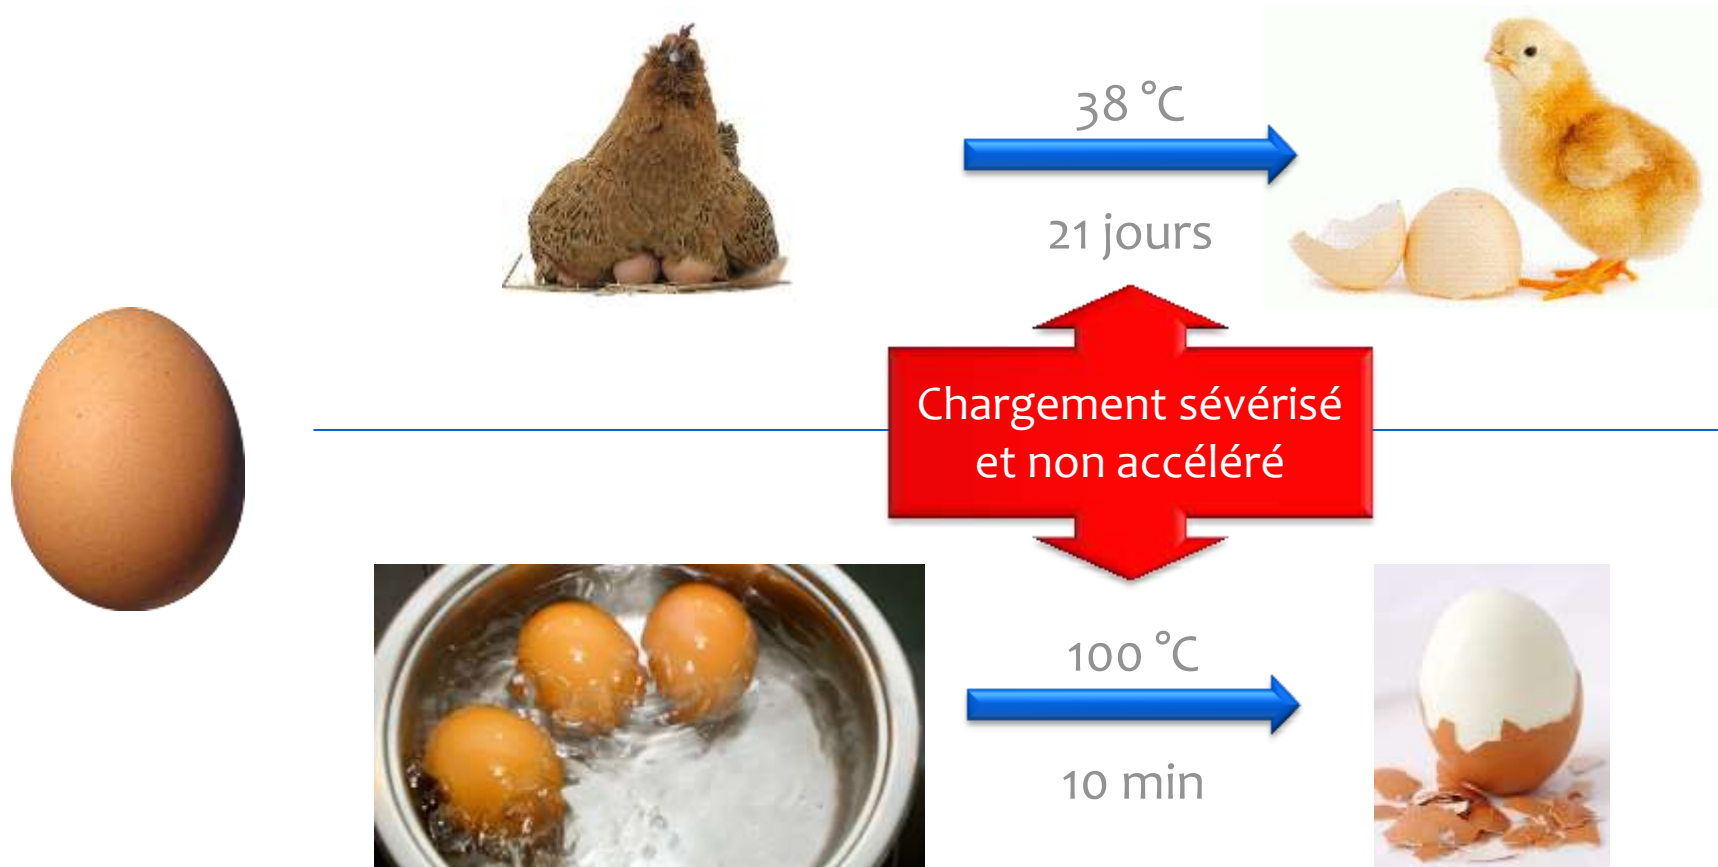 38 °C
21 jours
Chargement sévérisé
et non accéléré
100 °C
10 min